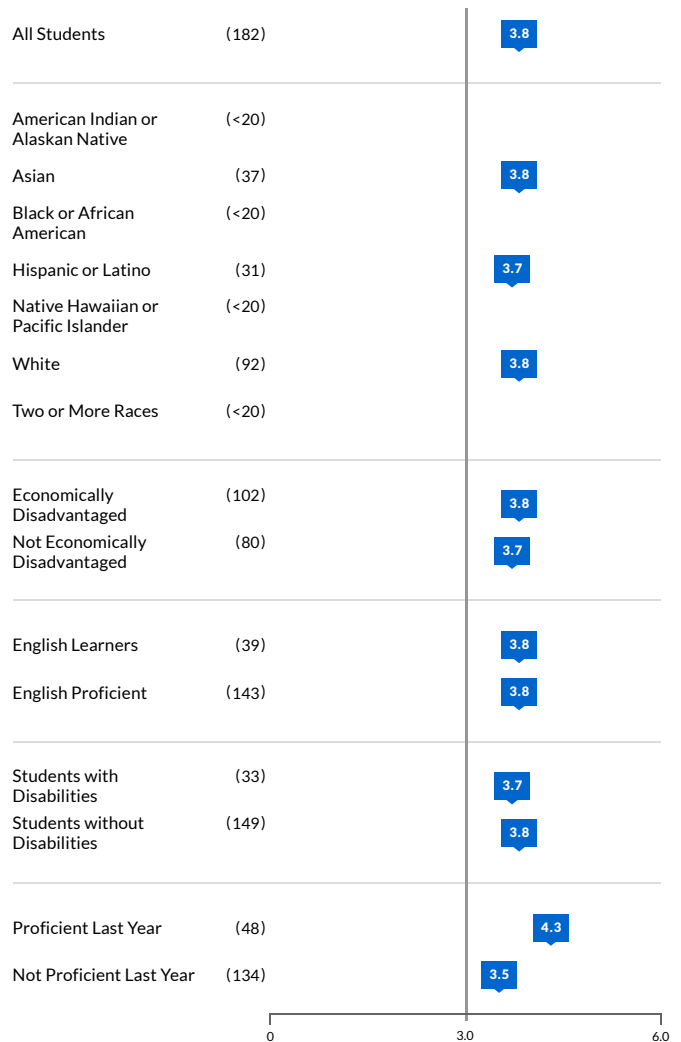 All Students (182) 3.8
American Indian or (<20)
Alaskan Native
Asian (37) 3.8
Black or African (<20)
American
Hispanic or Latino (31) 3.7
Native Hawaiian or (<20)
Pacific Islander
White (92) 3.8
Two or More Races (<20)
Economically (102) 3.8
Disadvantaged
Not Economically (80) 3.7
Disadvantaged
English Learners (39) 3.8
English Proficient (143) 3.8
Students with (33) 3.7
Disabilities
Students without (149) 3.8
Disabilities
Proficient Last Year (48) 4.3
Not Proficient Last Year (134) 3.5
0 3.0 6.0